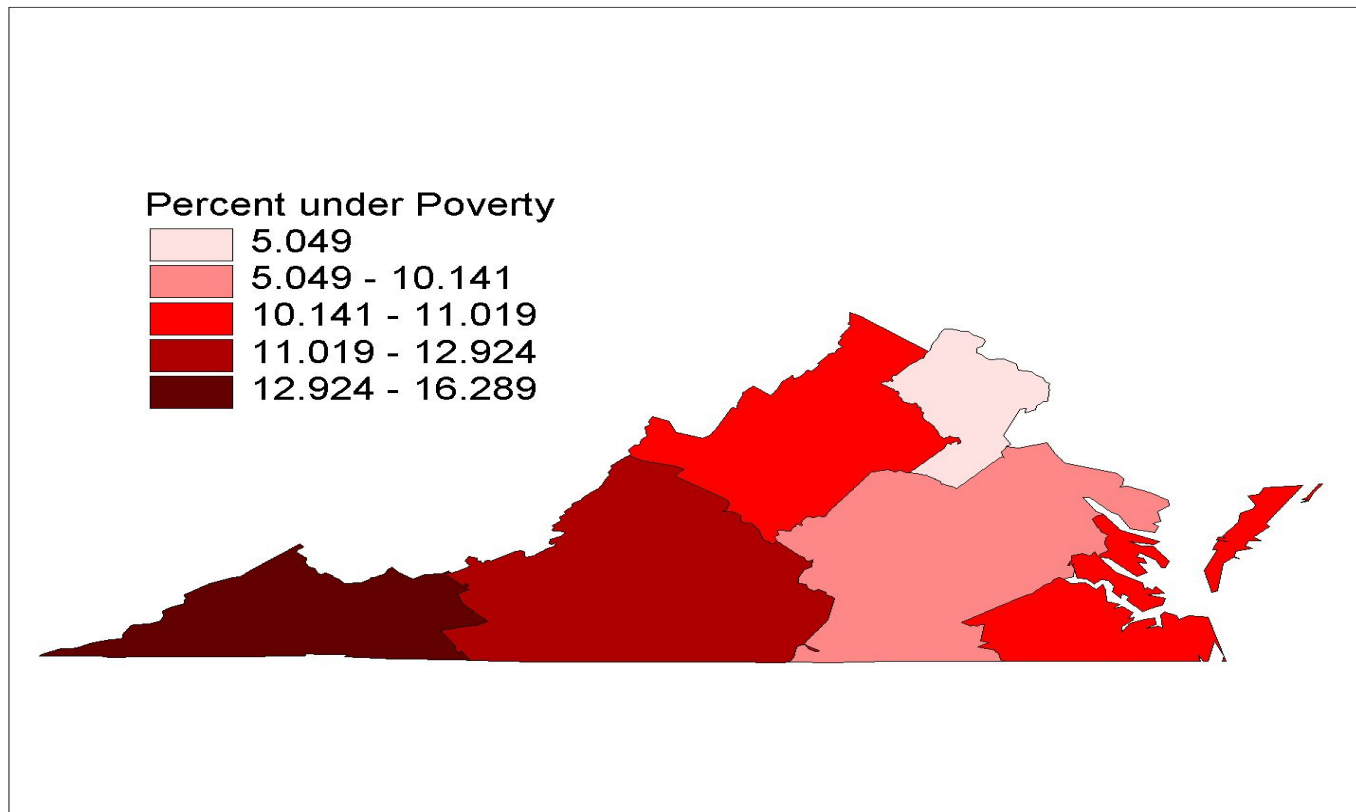 Percent under Poverty
5.049
5.049 - 10.141
10.141 - 11.019
11.019 - 12.924
12.924 - 16.289